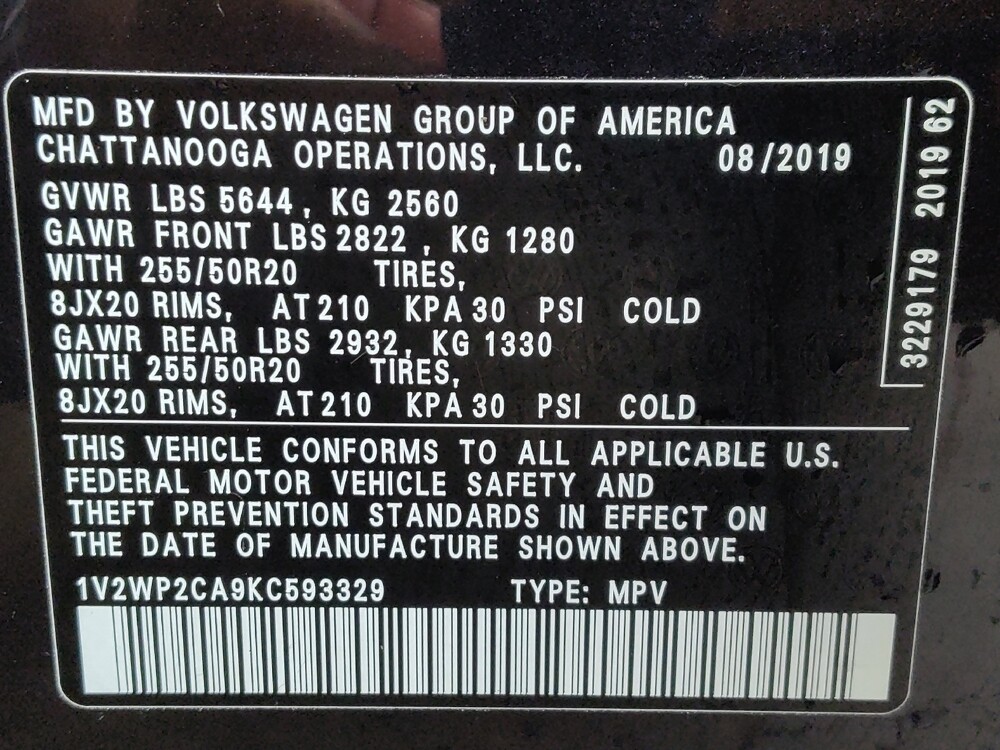 MFD BY VOLKSWAGEN GROUP OF AMERICA
CHATTANOOGA OPERATIONS, LLC. 08/2019
GVWR LBS 5644, KG 2560
GAWR FRONT LBS 2822, KG 1280
WITH 255/50R20 TIRES,
8JX20 RIMS, AT 210 KPA 30 PSI COLD
GAWR REAR LBS 2932, KG 1330
WITH 255/50R20 TIRES,
8JX20 RIMS, AT 210 KPA 30 PSI COLD
THIS VEHICLE CONFORMS TO ALL APPLICABLE U.S.
FEDERAL MOTOR VEHICLE SAFETY AND
THEFT PREVENTION STANDARDS IN EFFECT ON
THE DATE OF MANUFACTURE SHOWN ABOVE.
1V2WP2CA9KC593329 TYPE: MPV
3229179 2019 62